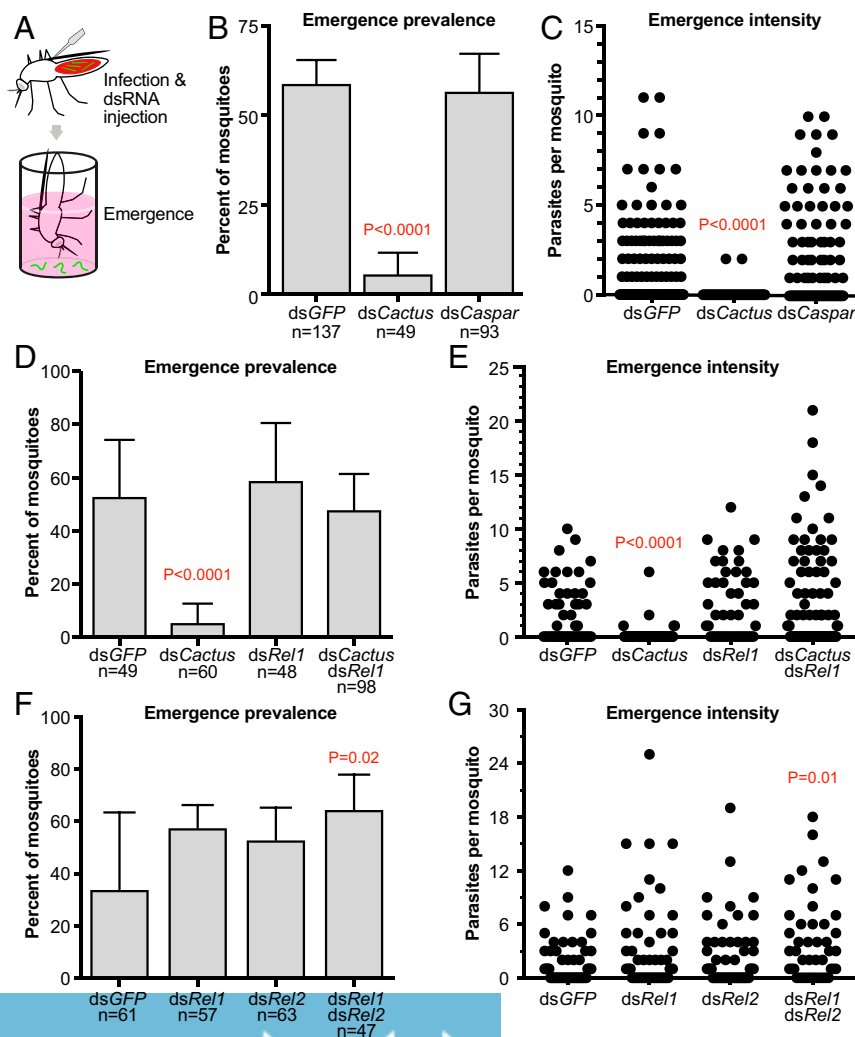 A
Infection &
dsRNA
injection
Emergence
B
Emergence prevalence
Percent of mosquitoes
75
50
25
0
P<0.0001
dsGFP
n=137
dsCactus
n=49
dsCaspar
n=93
C
Emergence intensity
Parasites per mosquito
15
10
5
0
P<0.0001
dsGFP
dsCactus
dsCaspar
D
Emergence prevalence
Percent of mosquitoes
100
80
60
40
20
0
P<0.0001
dsGFP
n=49
dsCactus
n=60
dsRel1
n=48
dsCactus
dsRel1
n=98
E
Emergence intensity
Parasites per mosquito
25
20
15
10
5
0
P<0.0001
dsGFP
dsCactus
dsRel1
dsCactus
dsRel1
F
Emergence prevalence
Percent of mosquitoes
100
80
60
40
20
0
P=0.02
dsGFP
n=61
dsRel1
n=57
dsRel2
n=63
dsRel1
dsRel2
n=47
G
Emergence intensity
Parasites per mosquito
30
24
18
12
6
0
P=0.01
dsGFP
dsRel1
dsRel2
dsRel1
dsRel2